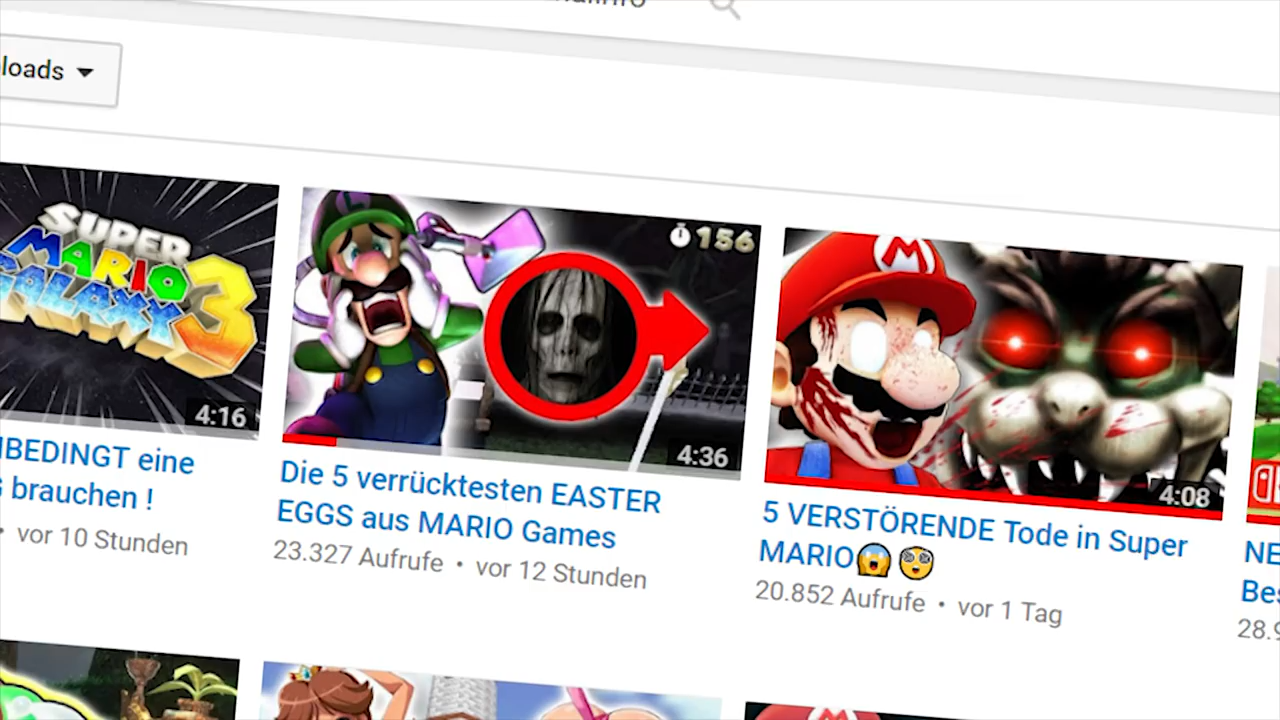 loads
SUPER
MARIO
GALAXY 3
4:16
BEDINGT eine
brauchen !
• vor 10 Stunden
L
156
4:36
Die 5 verrücktesten EASTER
EGGS aus MARIO Games
23.327 Aufrufe • vor 12 Stunden
M
4:08
5 VERSTÖRENDE Tode in Super
MARIO😱😲
20.852 Aufrufe • vor 1 Tag
NE
Bes
28.9